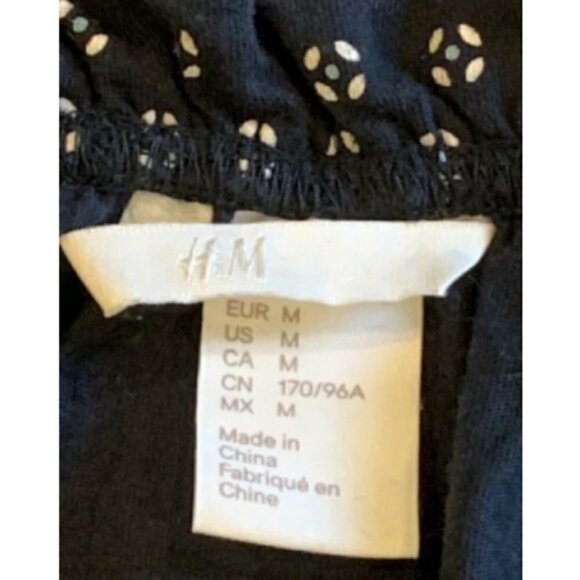 H&M
EUR M
US M
CA M
CN 170/96A
MX M
Made in
China
Fabriqué en
Chine